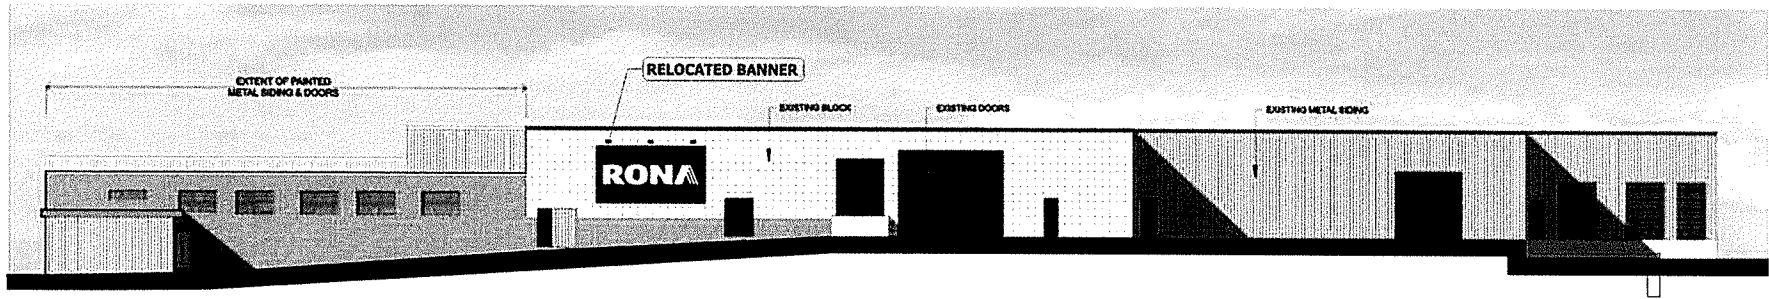 RELOCATED BANNER
EXTENT OF PAINTED
METAL SIDING & DOORS
EXISTING BLOCK
EXISTING DOORS
EXISTING METAL SIDING
RONA